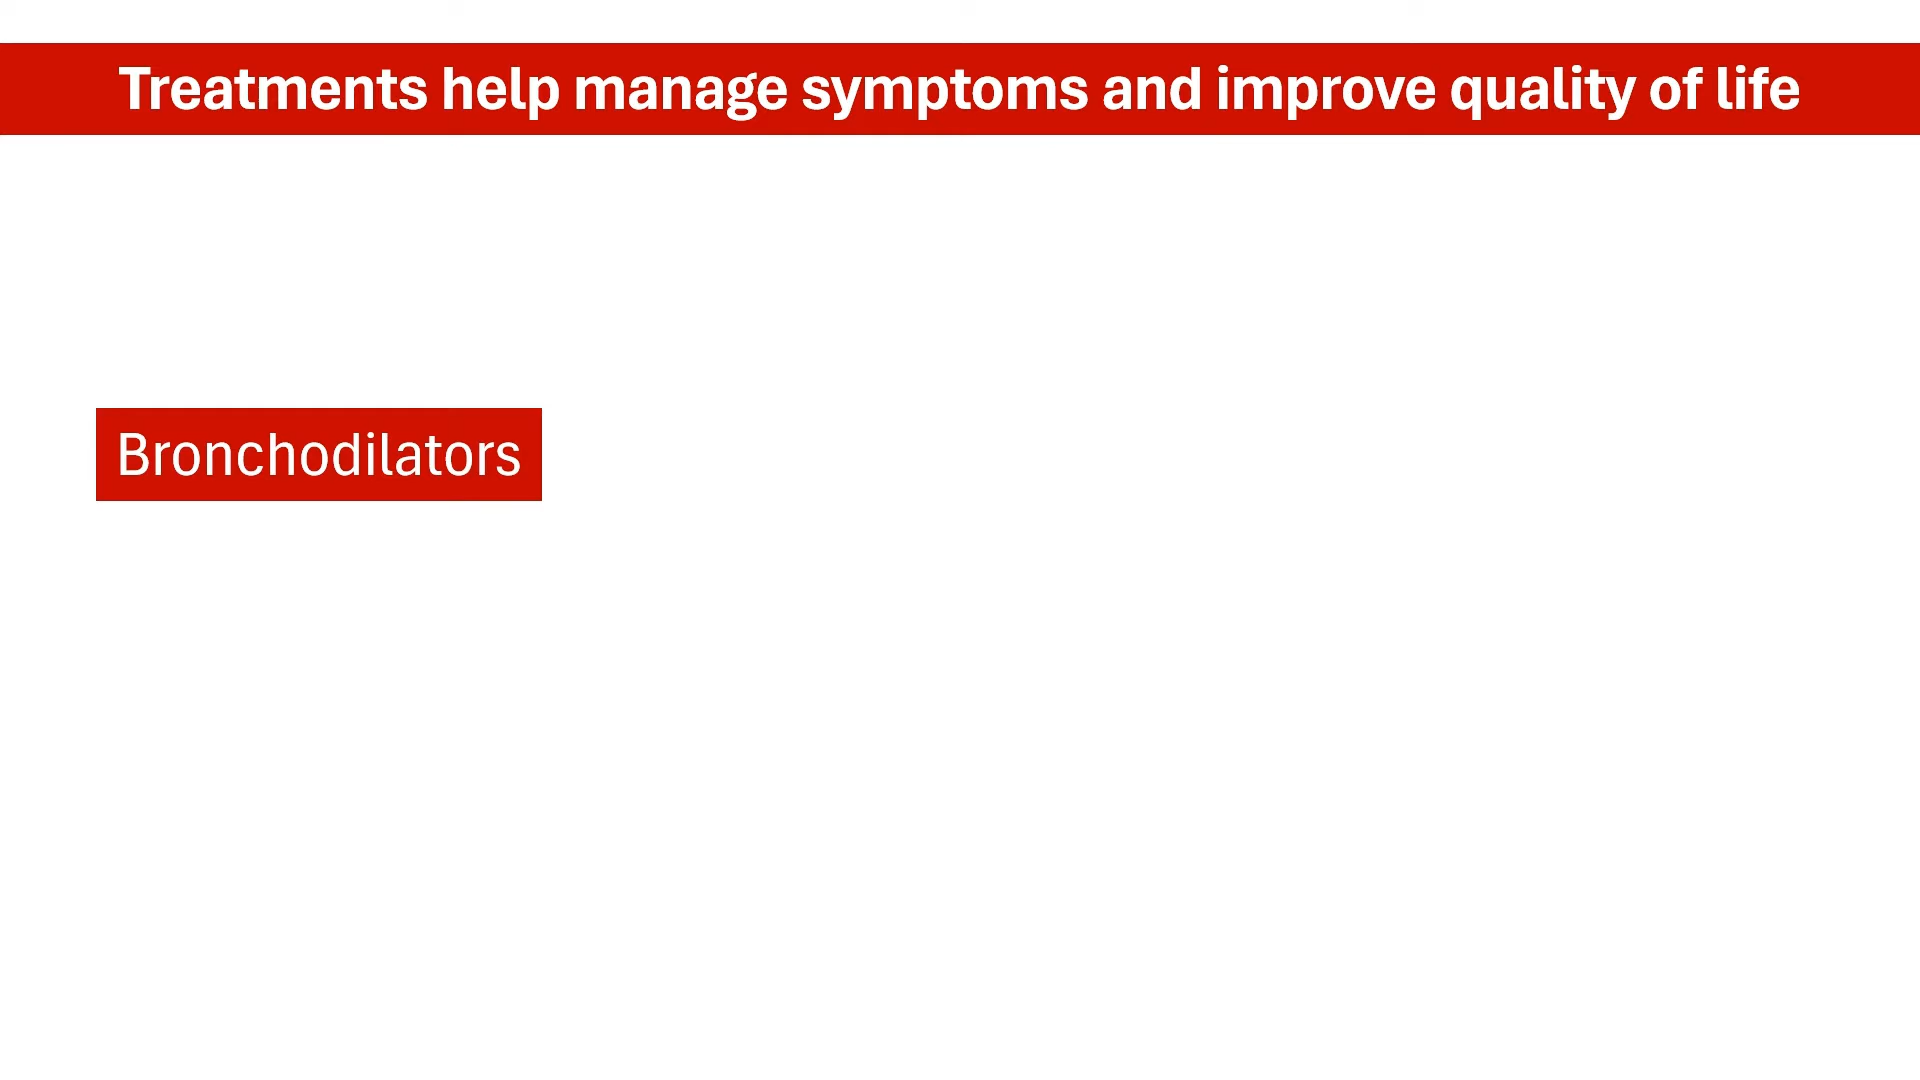 Treatments help manage symptoms and improve quality of life
Bronchodilators